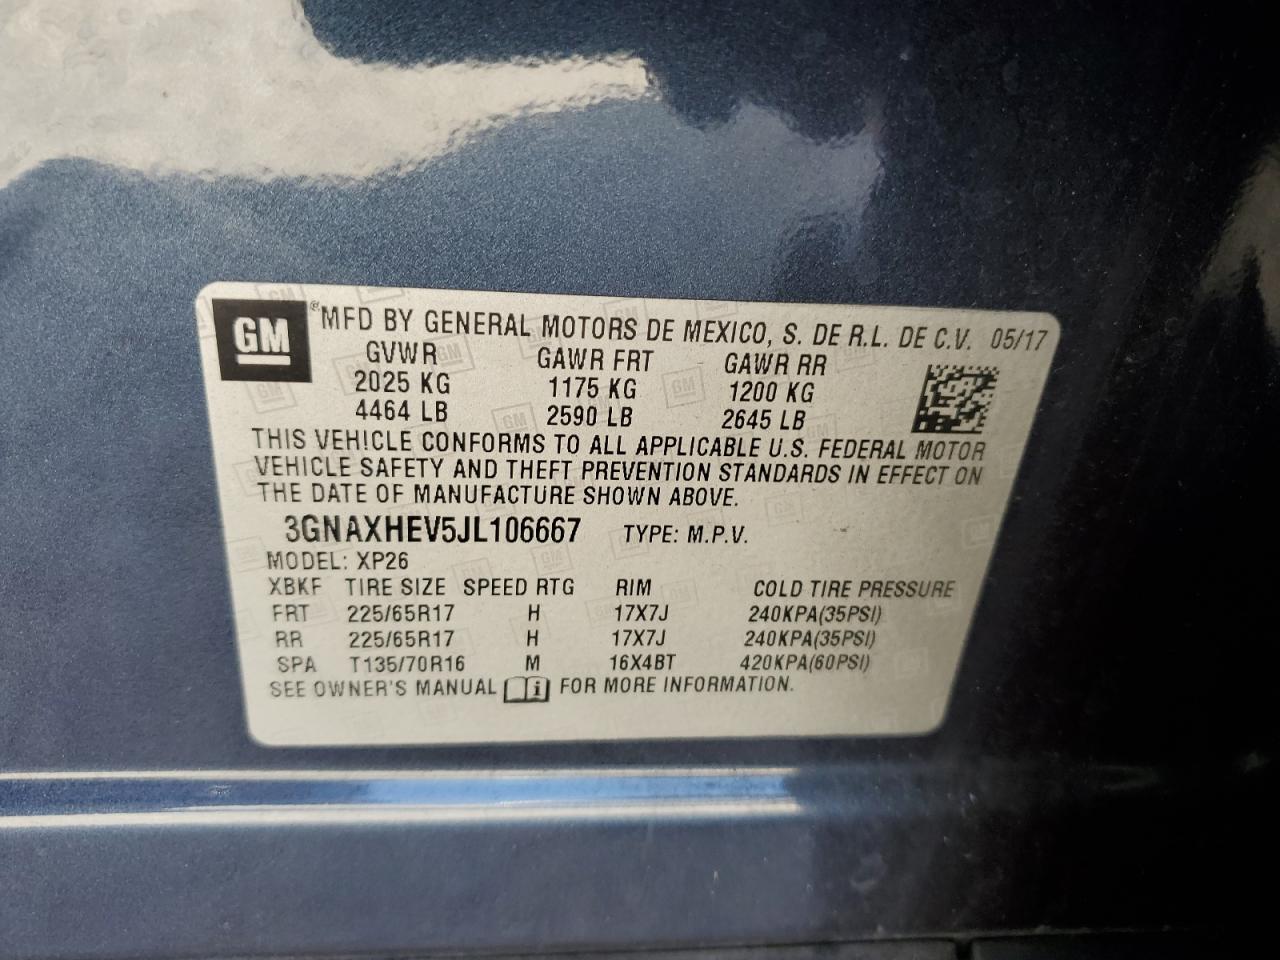 GM ®MFD BY GENERAL MOTORS DE MEXICO, S. DE R.L. DE C.V. 05/17
GVWR GAWR FRT GAWR RR
2025 KG 1175 KG 1200 KG
4464 LB 2590 LB 2645 LB
THIS VEHICLE CONFORMS TO ALL APPLICABLE U.S. FEDERAL MOTOR
VEHICLE SAFETY AND THEFT PREVENTION STANDARDS IN EFFECT ON
THE DATE OF MANUFACTURE SHOWN ABOVE.
3GNAXHEV5JL106667 TYPE: M.P.V.
MODEL: XP26
XBKF TIRE SIZE SPEED RTG RIM COLD TIRE PRESSURE
FRT 225/65R17 H 17X7J 240KPA(35PSI)
RR 225/65R17 H 17X7J 240KPA(35PSI)
SPA T135/70R16 M 16X4BT 420KPA(60PSI)
SEE OWNER'S MANUAL i FOR MORE INFORMATION.